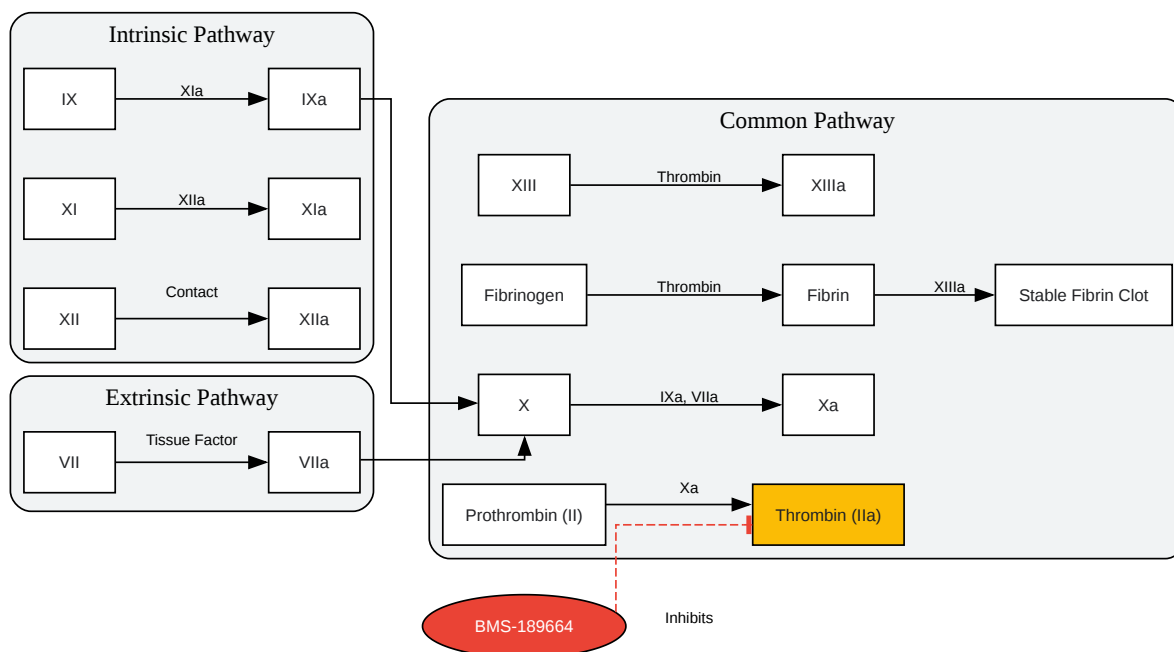 Intrinsic Pathway
IX
XIa
IXa
XI
XIIa
XIa
XII
Contact
XIIa
Extrinsic Pathway
VII
Tissue Factor
VIIa
Common Pathway
XIII
Thrombin
XIIIa
Fibrinogen
Thrombin
Fibrin
XIIIa
Stable Fibrin Clot
X
IXa, VIIa
Xa
Prothrombin (II)
Xa
Thrombin (IIa)
BMS-189664
Inhibits